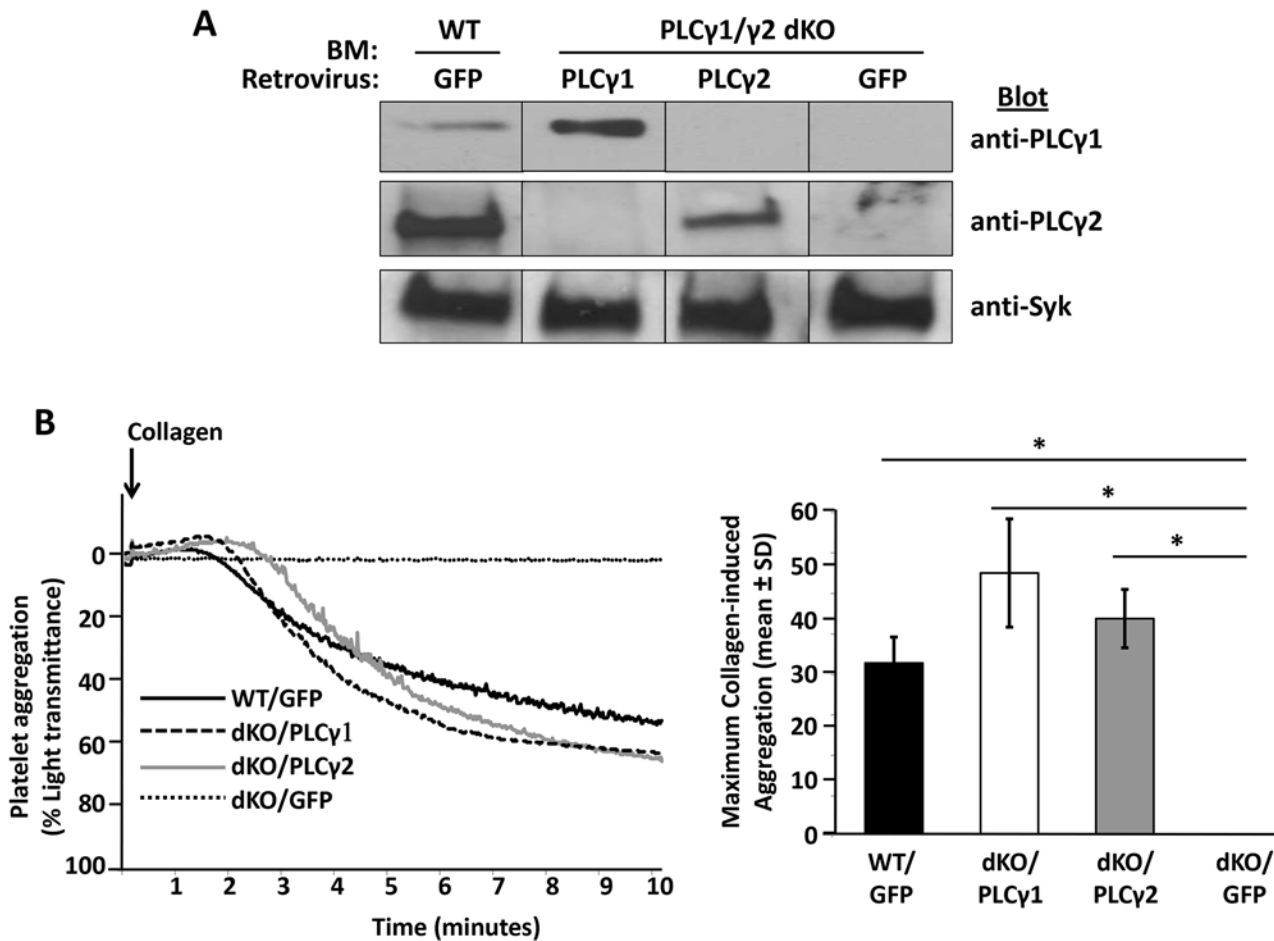 A
WT PLCγ1/γ2 dKO
BM:
Retrovirus: GFP PLCγ1 PLCγ2 GFP
Blot
anti-PLCγ1
anti-PLCγ2
anti-Syk
B
Collagen
Platelet aggregation
(% Light transmittance)
0
20
40
60
80
100
WT/GFP
dKO/PLCγ1
dKO/PLCγ2
dKO/GFP
1 2 3 4 5 6 7 8 9 10
Time (minutes)
*
*
*
Maximum Collagen-induced
Aggregation (mean ± SD)
60
50
40
30
20
10
0
WT/ dKO/ dKO/ dKO/
GFP PLCγ1 PLCγ2 GFP